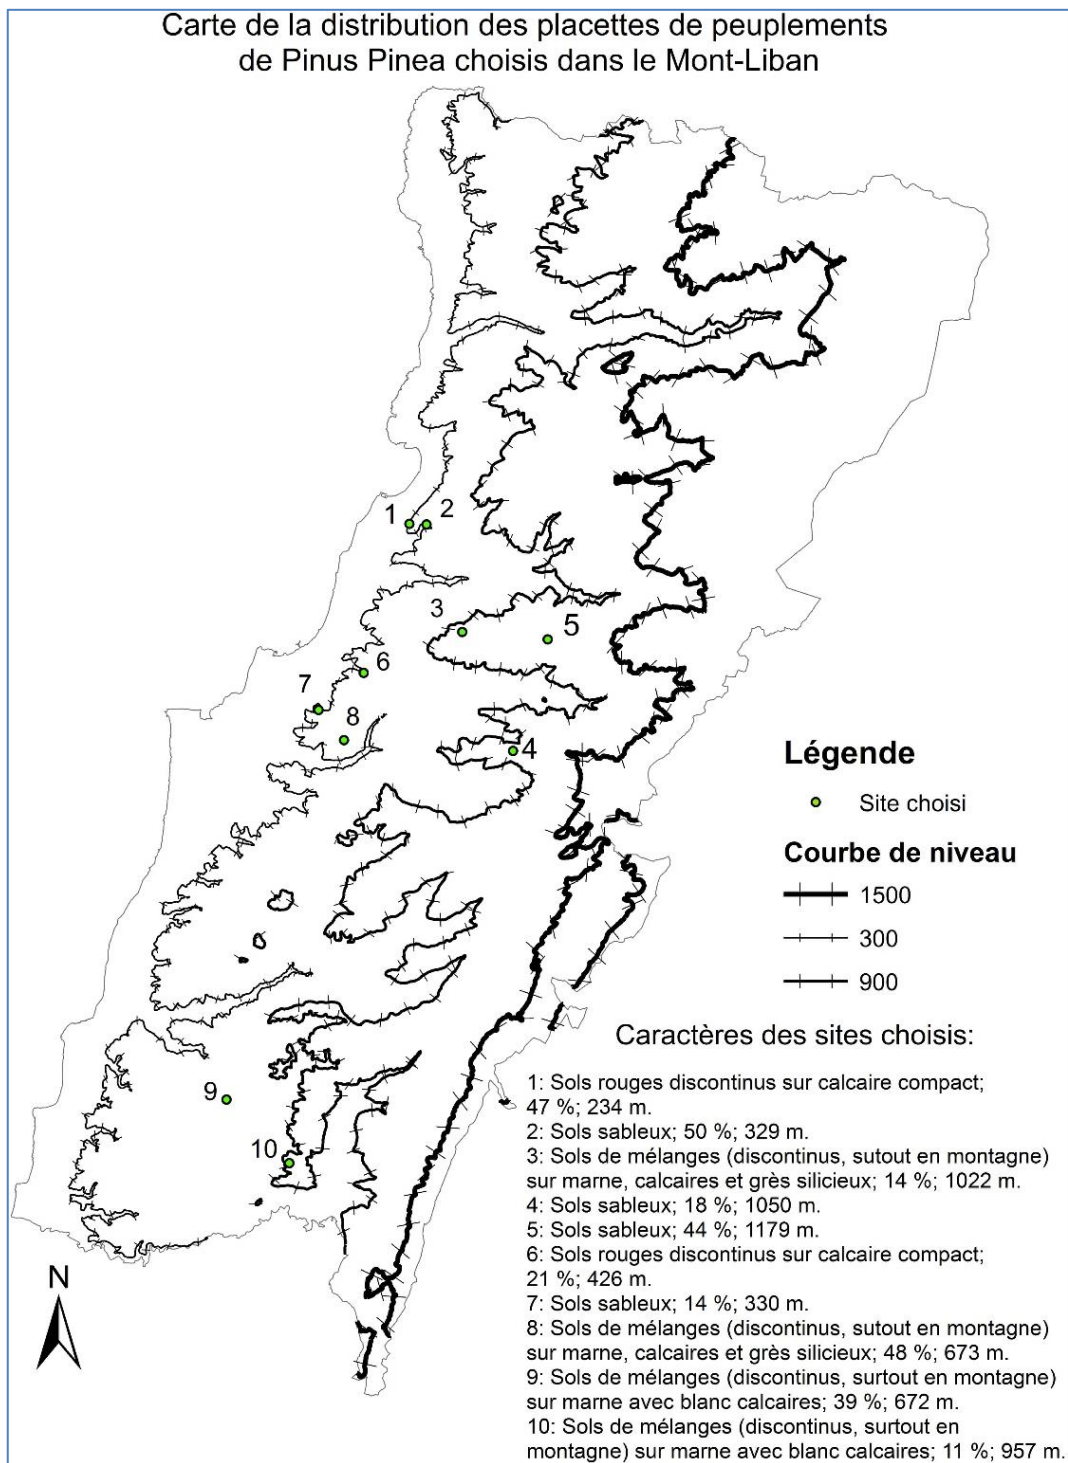 Carte de la distribution des placettes de peuplements
de Pinus Pinea choisis dans le Mont-Liban
1
2
3
5
6
7
8
4
9
10
N
Légende
Site choisi
Courbe de niveau
1500
300
900
Caractères des sites choisis:
1: Sols rouges discontinus sur calcaire compact;
47 %; 234 m.
2: Sols sableux; 50 %; 329 m.
3: Sols de mélanges (discontinus, sutout en montagne)
sur marne, calcaires et grès silicieux; 14 %; 1022 m.
4: Sols sableux; 18 %; 1050 m.
5: Sols sableux; 44 %; 1179 m.
6: Sols rouges discontinus sur calcaire compact;
21 %; 426 m.
7: Sols sableux; 14 %; 330 m.
8: Sols de mélanges (discontinus, sutout en montagne)
sur marne, calcaires et grès silicieux; 48 %; 673 m.
9: Sols de mélanges (discontinus, surtout en montagne)
sur marne avec blanc calcaires; 39 %; 672 m.
10: Sols de mélanges (discontinus, surtout en
montagne) sur marne avec blanc calcaires; 11 %; 957 m.